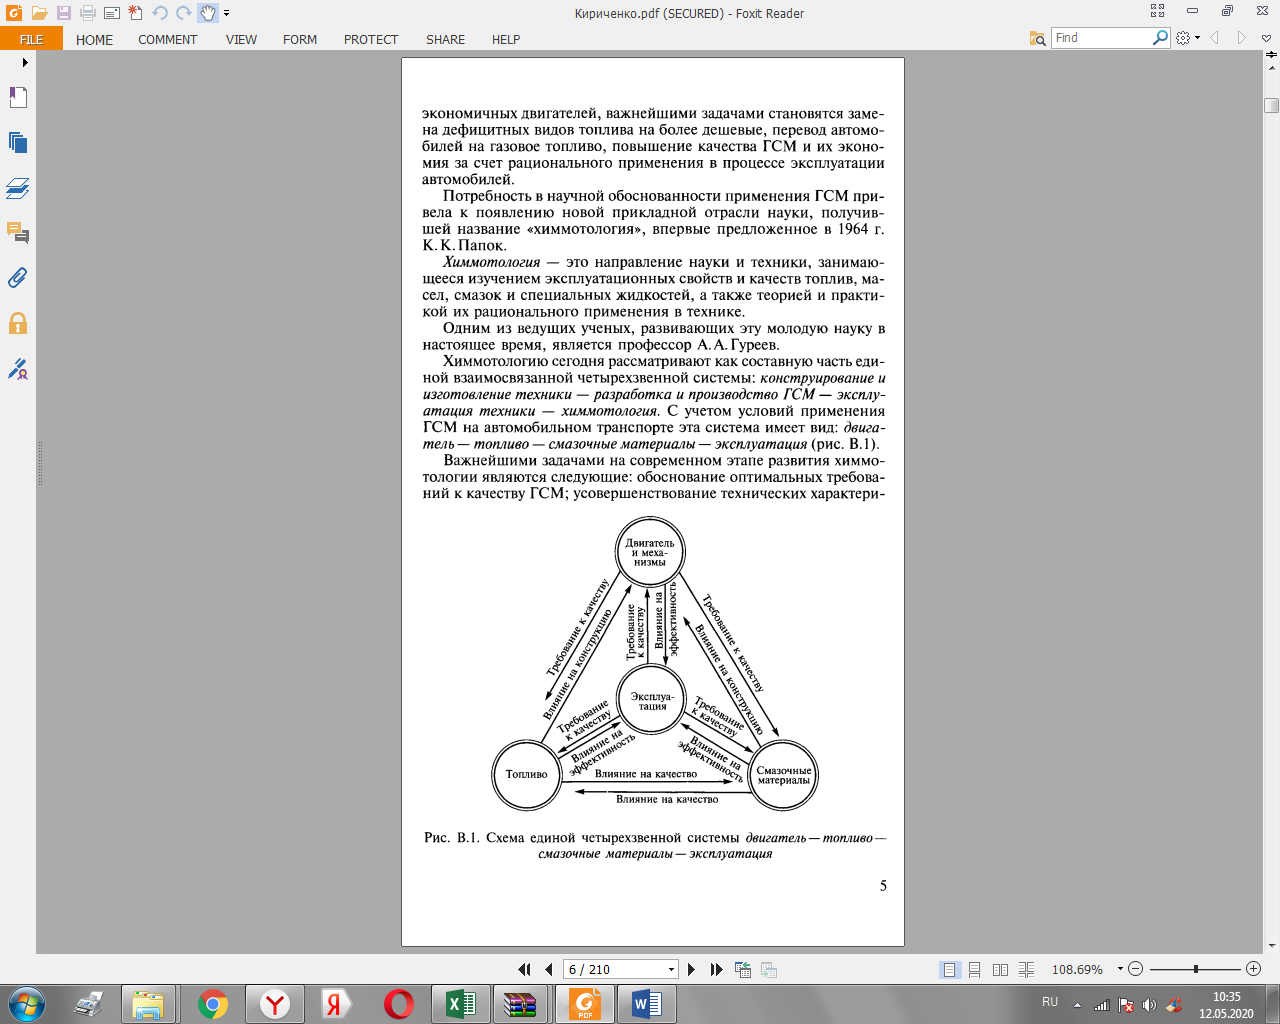 Кириченко.pdf (SECURED) - Foxit Reader
FILE HOME COMMENT VIEW FORM PROTECT SHARE HELP
Find
экономичных двигателей, важнейшими задачами становятся заме-
на дефицитных видов топлива на более дешевые, перевод автомо-
билей на газовое топливо, повышение качества ГСМ и их эконо-
мия за счет рационального применения в процессе эксплуатации
автомобилей.
Потребность в научной обоснованности применения ГСМ при-
вела к появлению новой прикладной отрасли науки, получив-
шей название «химмотология», впервые предложенное в 1964 г.
К. К. Папок.
Химмотология — это направление науки и техники, занимаю-
щееся изучением эксплуатационных свойств и качеств топлив, ма-
сел, смазок и специальных жидкостей, а также теорией и практи-
кой их рационального применения в технике.
Одним из ведущих ученых, развивающих эту молодую науку в
настоящее время, является профессор А. А. Гуреев.
Химмотологию сегодня рассматривают как составную часть еди-
ной взаимосвязанной четырехзвенной системы: конструирование и
изготовление техники — разработка и производство ГСМ — эксплу-
атация техники — химмотология. С учетом условий применения
ГСМ на автомобильном транспорте эта система имеет вид: двига-
тель — топливо — смазочные материалы — эксплуатация (рис. В.1).
Важнейшими задачами на современном этапе развития химмо-
тологии являются следующие: обоснование оптимальных требова-
ний к качеству ГСМ; усовершенствование технических характери-
Двигатель
и меха-
низмы
Требование к качеству
Влияние на конструкцию
Требование
к качеству
Влияние на
эффективность
Требование к качеству
Влияние на конструкцию
Эксплуа-
тация
Требование
к качеству
Влияние на
эффективность
Требование
к качеству
Влияние на
эффективность
Топливо
Влияние на качество
Влияние на качество
Смазочные
материалы
Рис. В.1. Схема единой четырехзвенной системы двигатель — топливо —
смазочные материалы — эксплуатация
5
6 / 210
108.69%
RU
10:35
12.05.2020